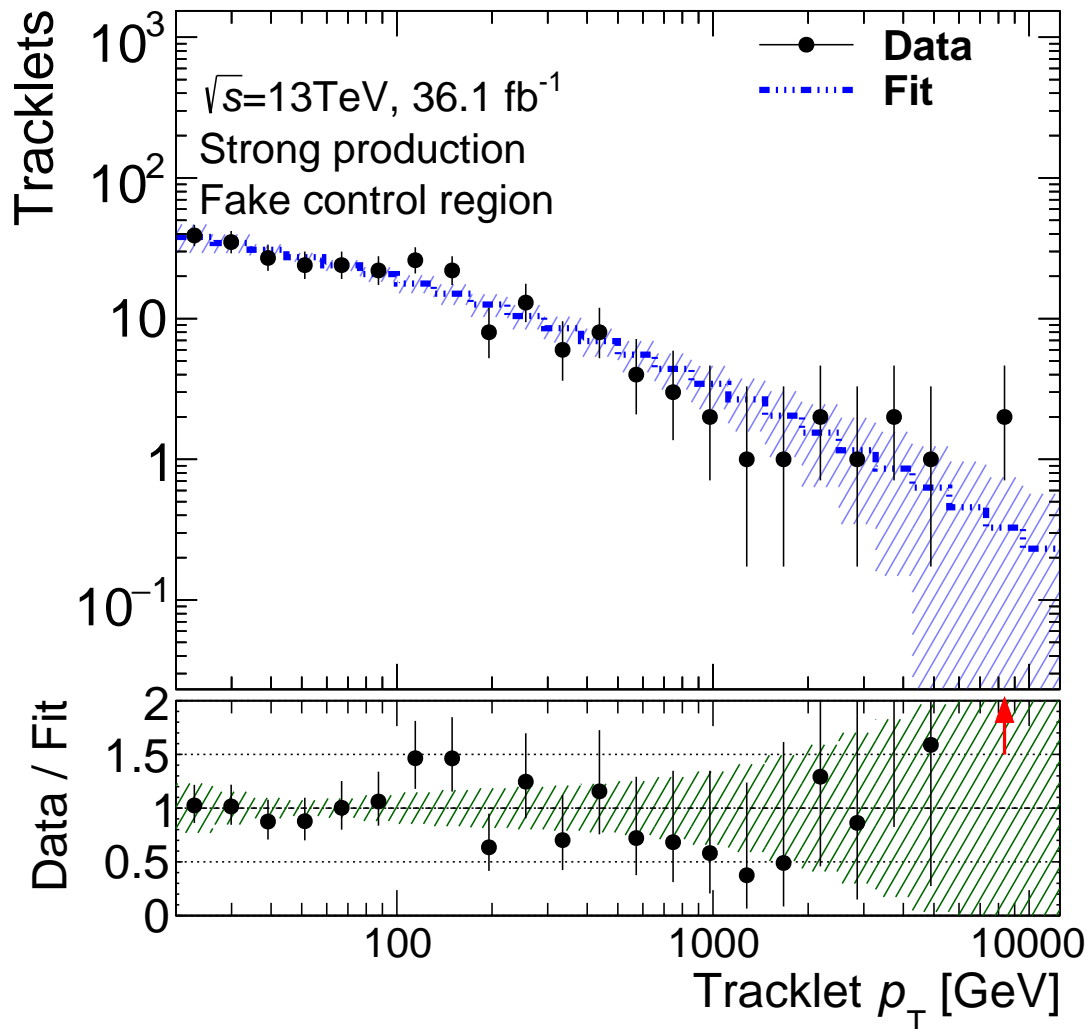 Tracklets
10³
10²
10
1
10⁻¹
Data
Fit
√s=13TeV, 36.1 fb⁻¹
Strong production
Fake control region
Data / Fit
2
1.5
1
0.5
0
100
1000
10000
Tracklet p_T [GeV]